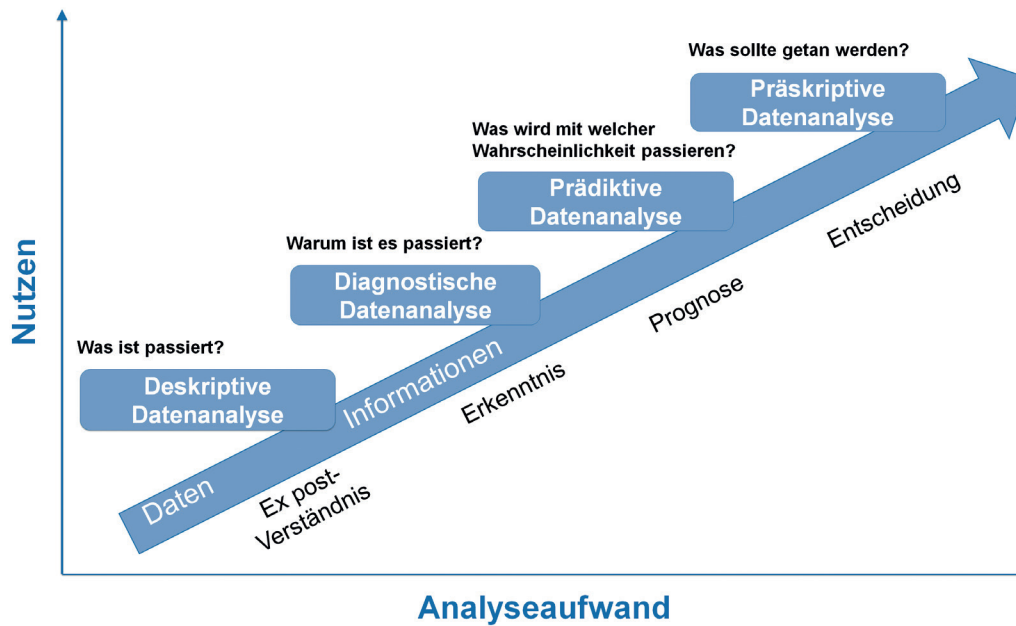 Was sollte getan werden?
Präskriptive
Datenanalyse
Was wird mit welcher
Wahrscheinlichkeit passieren?
Prädiktive
Datenanalyse
Entscheidung
Warum ist es passiert?
Diagnostische
Datenanalyse
Prognose
Was ist passiert?
Deskriptive
Datenanalyse
Informationen
Erkenntnis
Daten
Ex post-
Verständnis
Nutzen
Analyseaufwand